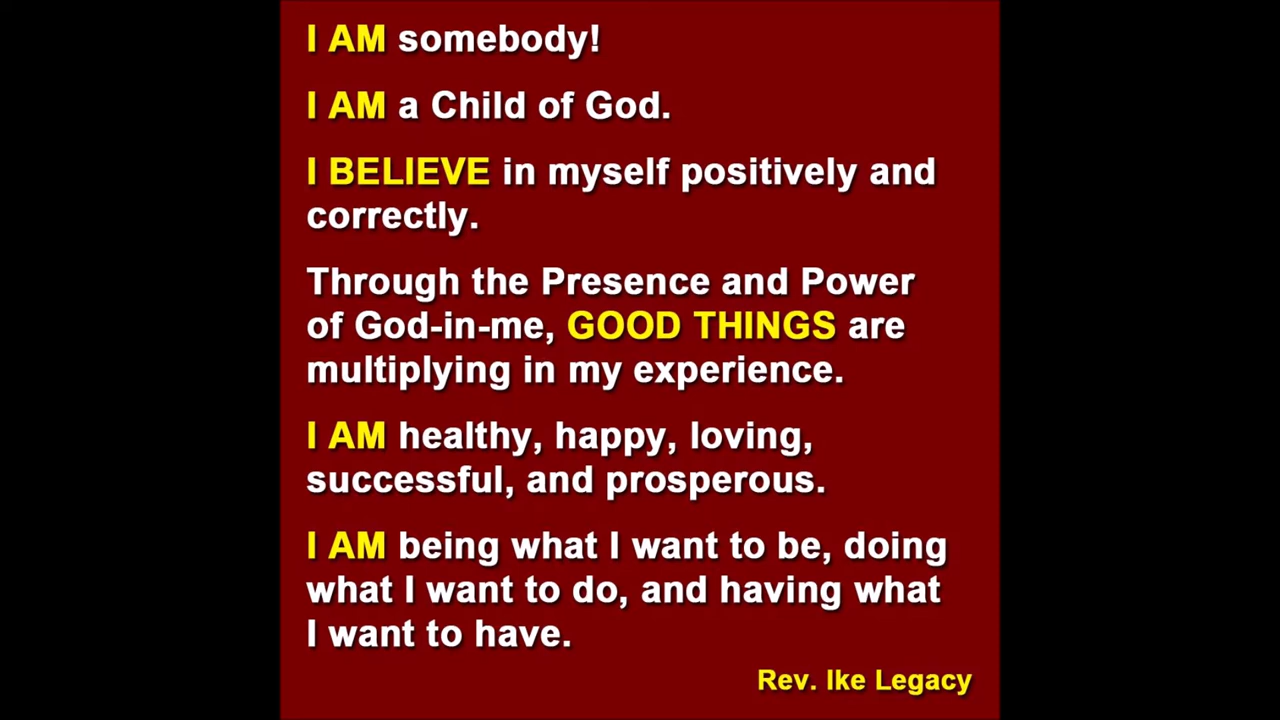 I AM somebody!
I AM a Child of God.
I BELIEVE in myself positively and
correctly.
Through the Presence and Power
of God-in-me, GOOD THINGS are
multiplying in my experience.
I AM healthy, happy, loving,
successful, and prosperous.
I AM being what I want to be, doing
what I want to do, and having what
I want to have.
Rev. Ike Legacy